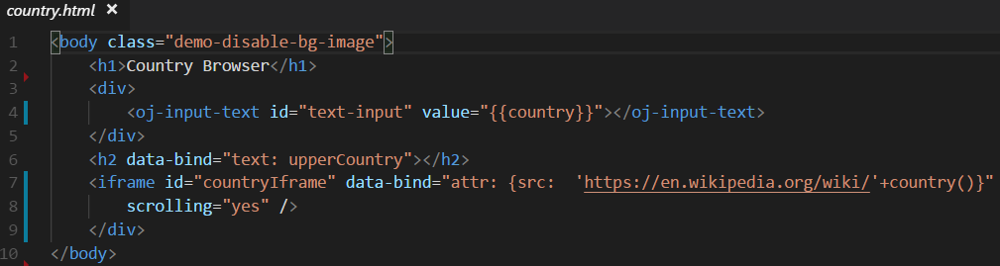 country.html ×
1 <body class="demo-disable-bg-image">
2 <h1>Country Browser</h1>
3 <div>
4 <oj-input-text id="text-input" value="{{country}}"></oj-input-text>
5 </div>
6 <h2 data-bind="text: upperCountry"></h2>
7 <iframe id="countryIframe" data-bind="attr: {src:  'https://en.wikipedia.org/wiki/'+country()}"
8 scrolling="yes" />
9 </div>
10 </body>